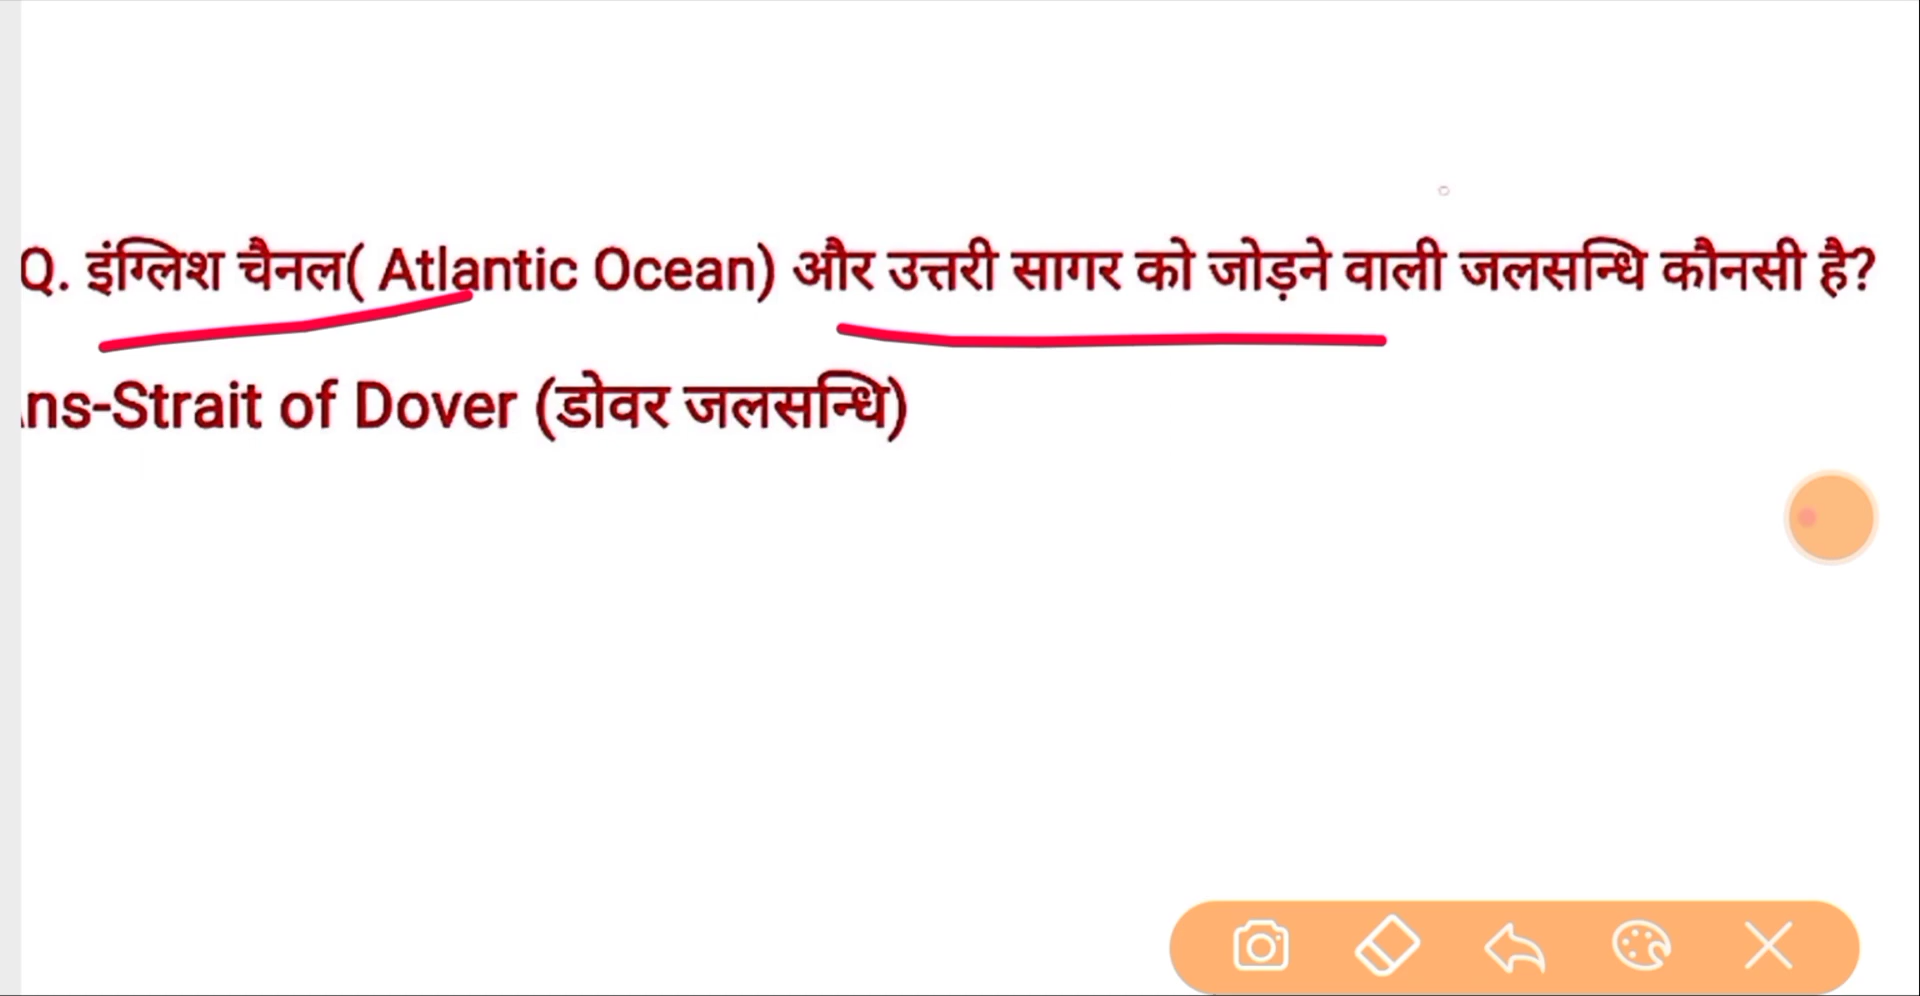 Q. इंग्लिश चैनल( Atlantic Ocean) और उत्तरी सागर को जोड़ने वाली जलसन्धि कौनसी है?
ns-Strait of Dover (डोवर जलसन्धि)